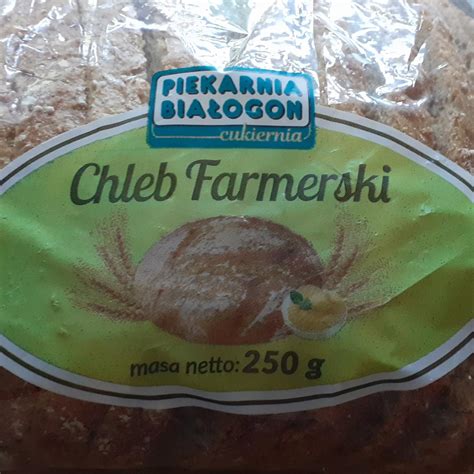 PIEKARNIA
BIAŁOGON
cukiernia
Chleb Farmerski
masa netto: 250 g